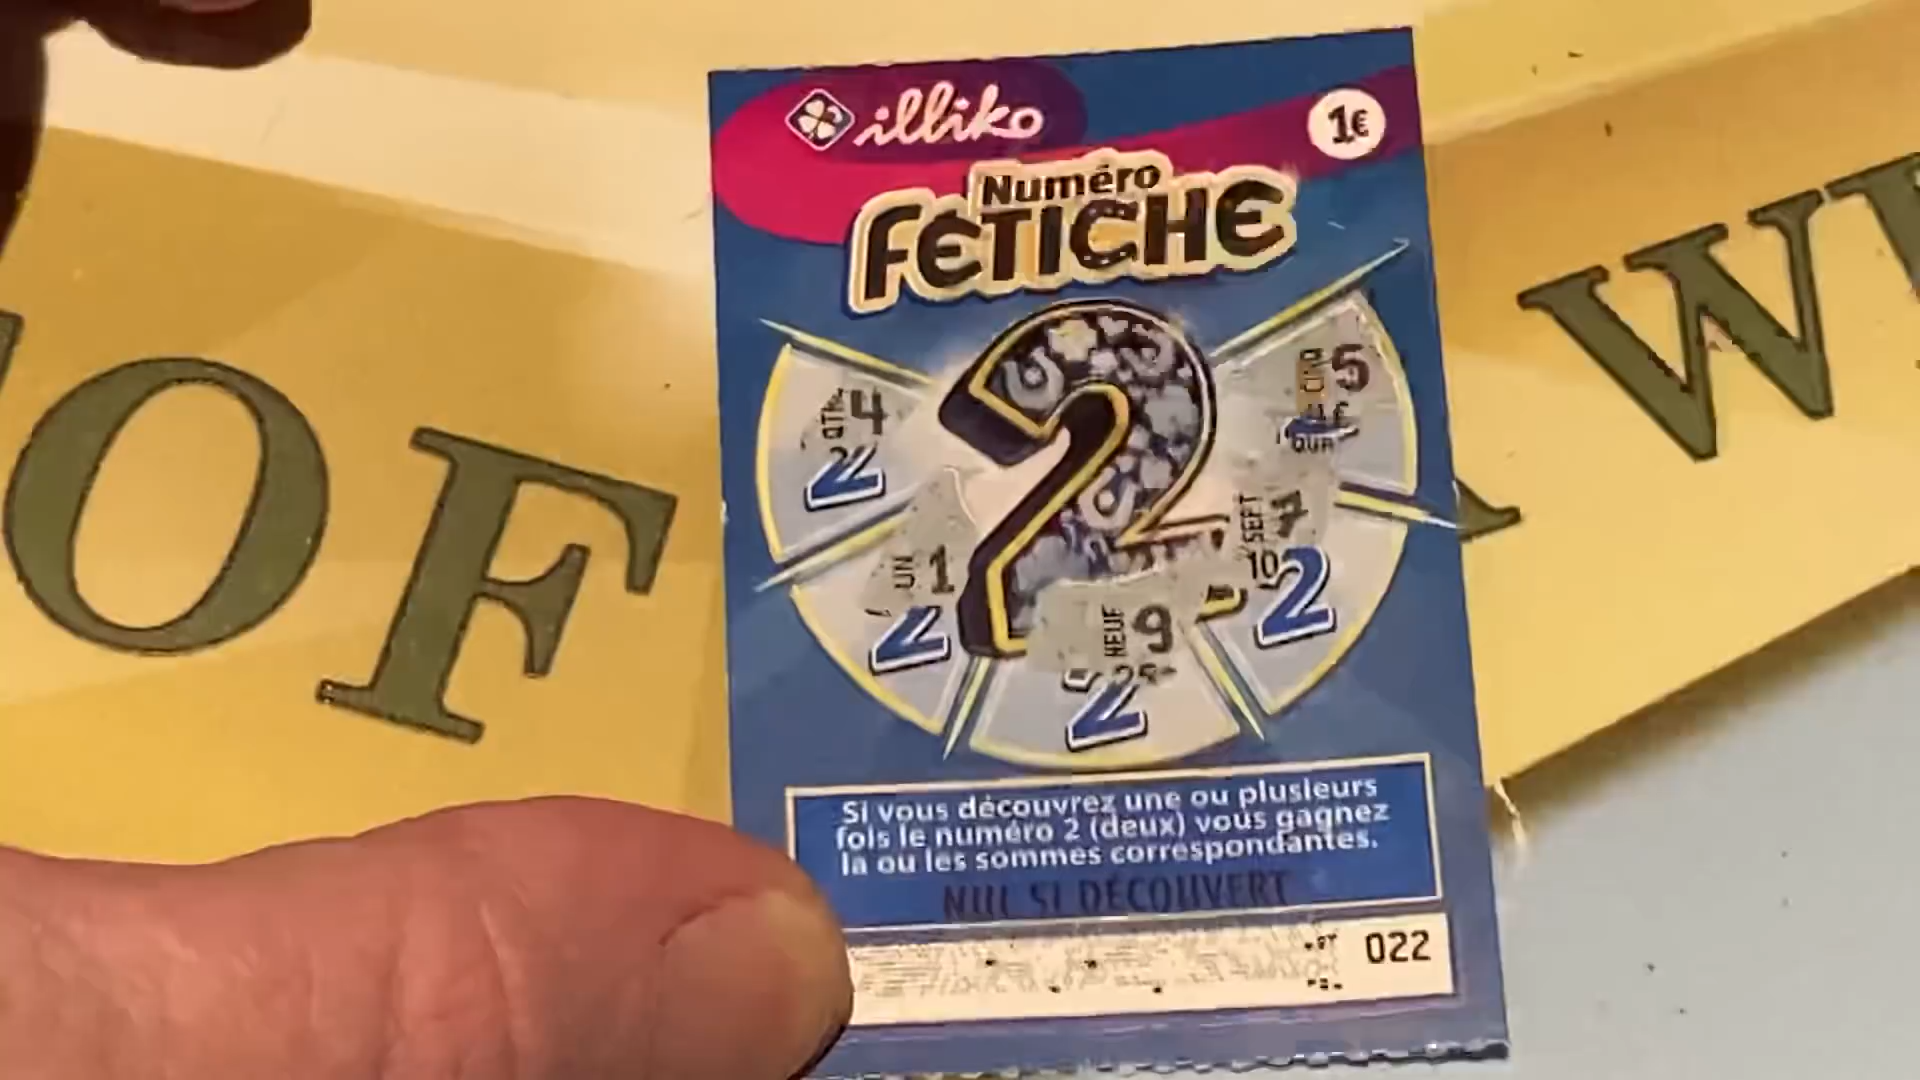 illiko
1€
Numéro
FETICHE
2
4
2
5
UN 1
2
SEPT 7
10
2
NEUF 9
2
Si vous découvrez une ou plusieurs
fois le numéro 2 (deux) vous gagnez
la ou les sommes correspondantes.
NUL SI DÉCOUVERT
022
OF
W